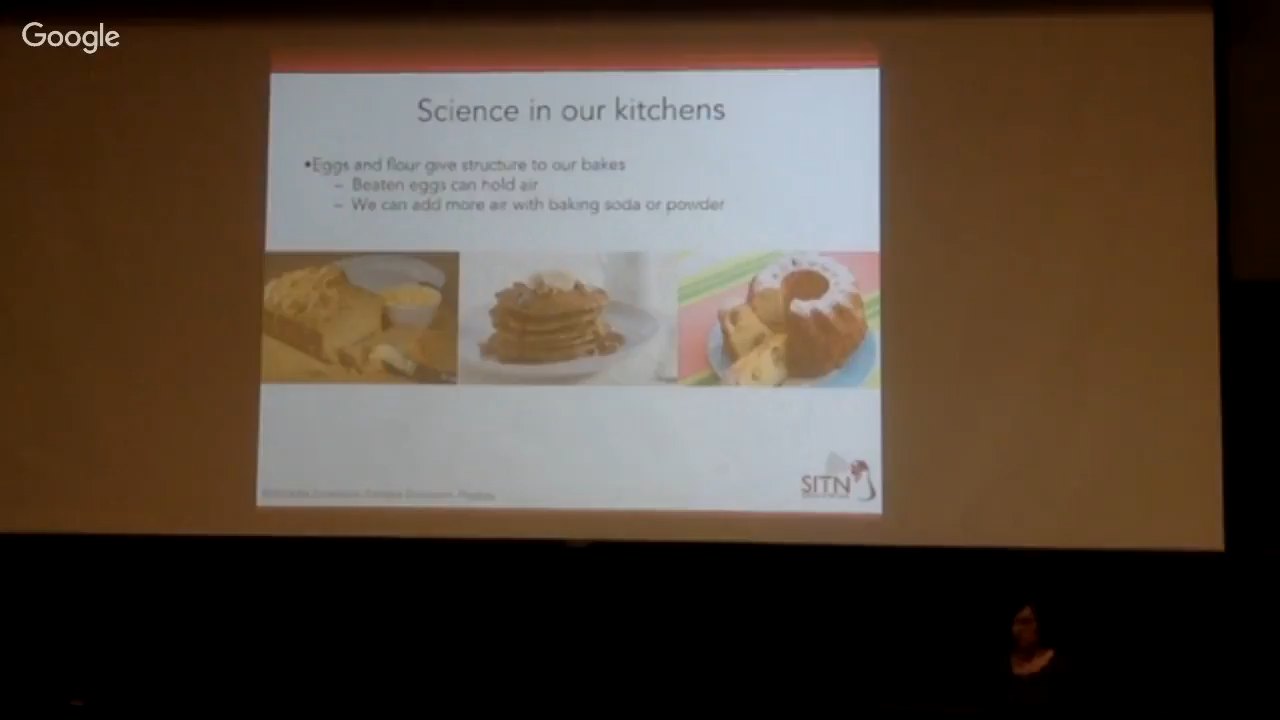 Google
Science in our kitchens
•Eggs and flour give structure to our bakes
– Beaten eggs can hold air
– We can add more air with baking soda or powder
SITN